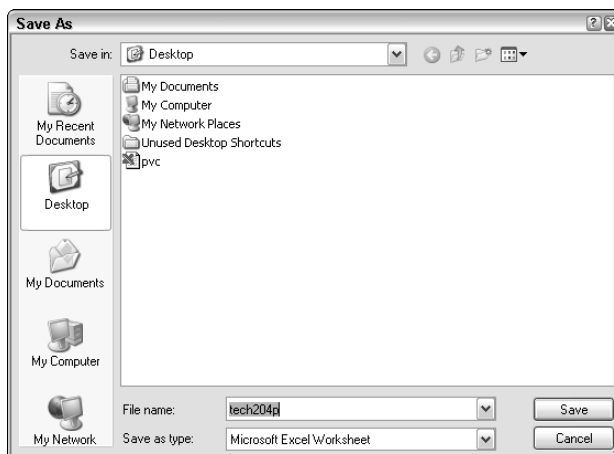 Save As
Save in:
Desktop
My Recent
Documents
Desktop
My Documents
My Computer
My Network
My Documents
My Computer
My Network Places
Unused Desktop Shortcuts
pvc
File name:
tech204p
Save
Save as type:
Microsoft Excel Worksheet
Cancel